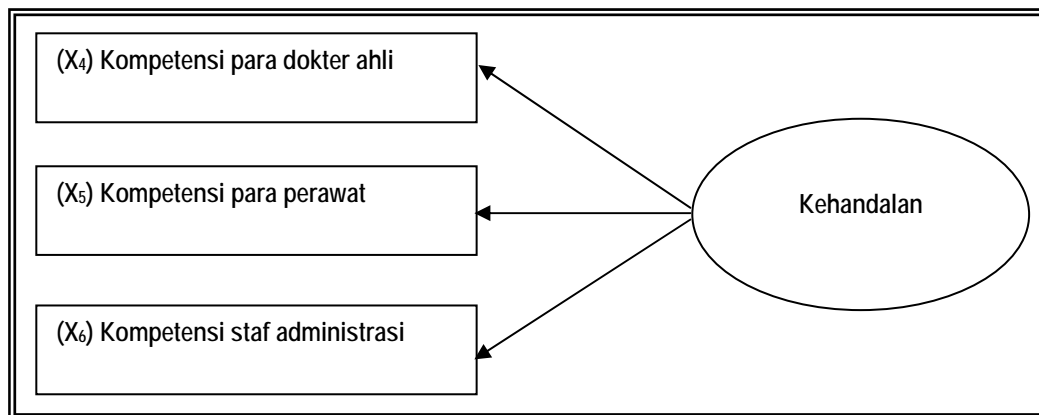 (X₄) Kompetensi para dokter ahli
(X₅) Kompetensi para perawat
Kehandalan
(X₆) Kompetensi staf administrasi